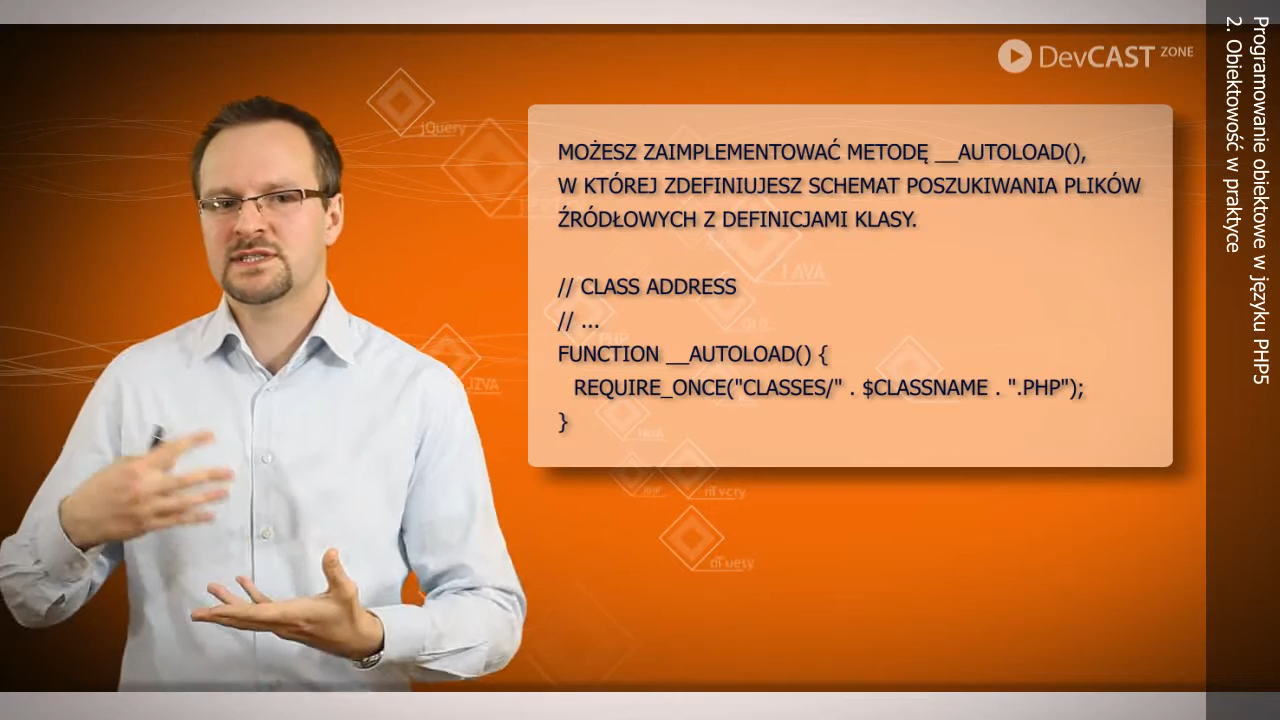 DevCAST ZONE
MOŻESZ ZAIMPLEMENTOWAĆ METODĘ __AUTOLOAD(),
W KTÓREJ ZDEFINIUJESZ SCHEMAT POSZUKIWANIA PLIKÓW
ŹRÓDŁOWYCH Z DEFINICJAMI KLASY.
// CLASS ADDRESS
// ...
FUNCTION __AUTOLOAD() {
REQUIRE_ONCE("CLASSES/" . $CLASSNAME . ".PHP");
}
Programowanie obiektowe w języku PHP5
2. Obiektowość w praktyce
jQuery